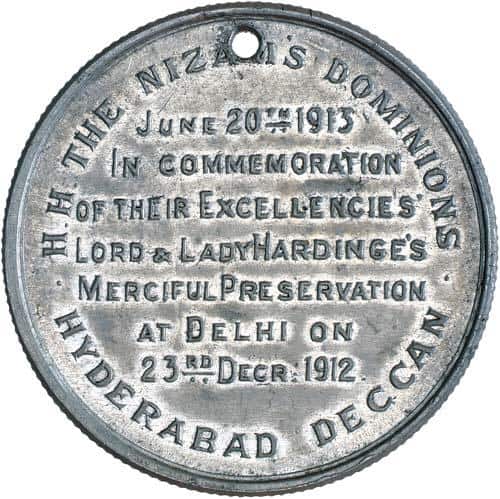 H.H. THE NIZAM'S DOMINIONS
JUNE 20TH 1913
IN COMMEMORATION
OF THEIR EXCELLENCIES'
LORD & LADY HARDINGE'S
MERCIFUL PRESERVATION
AT DELHI ON
23RD DECR: 1912.
HYDERABAD DECCAN